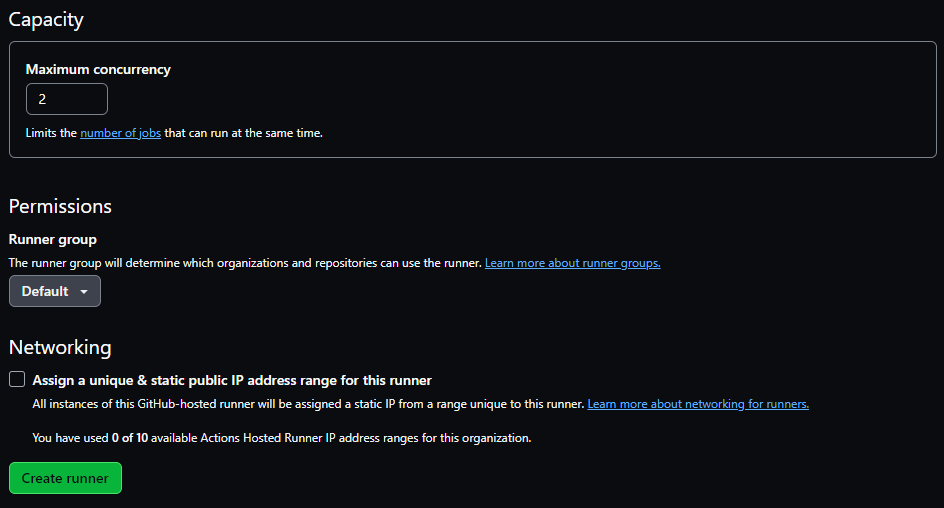 Capacity
Maximum concurrency
2
Limits the number of jobs that can run at the same time.
Permissions
Runner group
The runner group will determine which organizations and repositories can use the runner. Learn more about runner groups.
Default
Networking
Assign a unique & static public IP address range for this runner
All instances of this GitHub-hosted runner will be assigned a static IP from a range unique to this runner. Learn more about networking for runners.
You have used 0 of 10 available Actions Hosted Runner IP address ranges for this organization.
Create runner